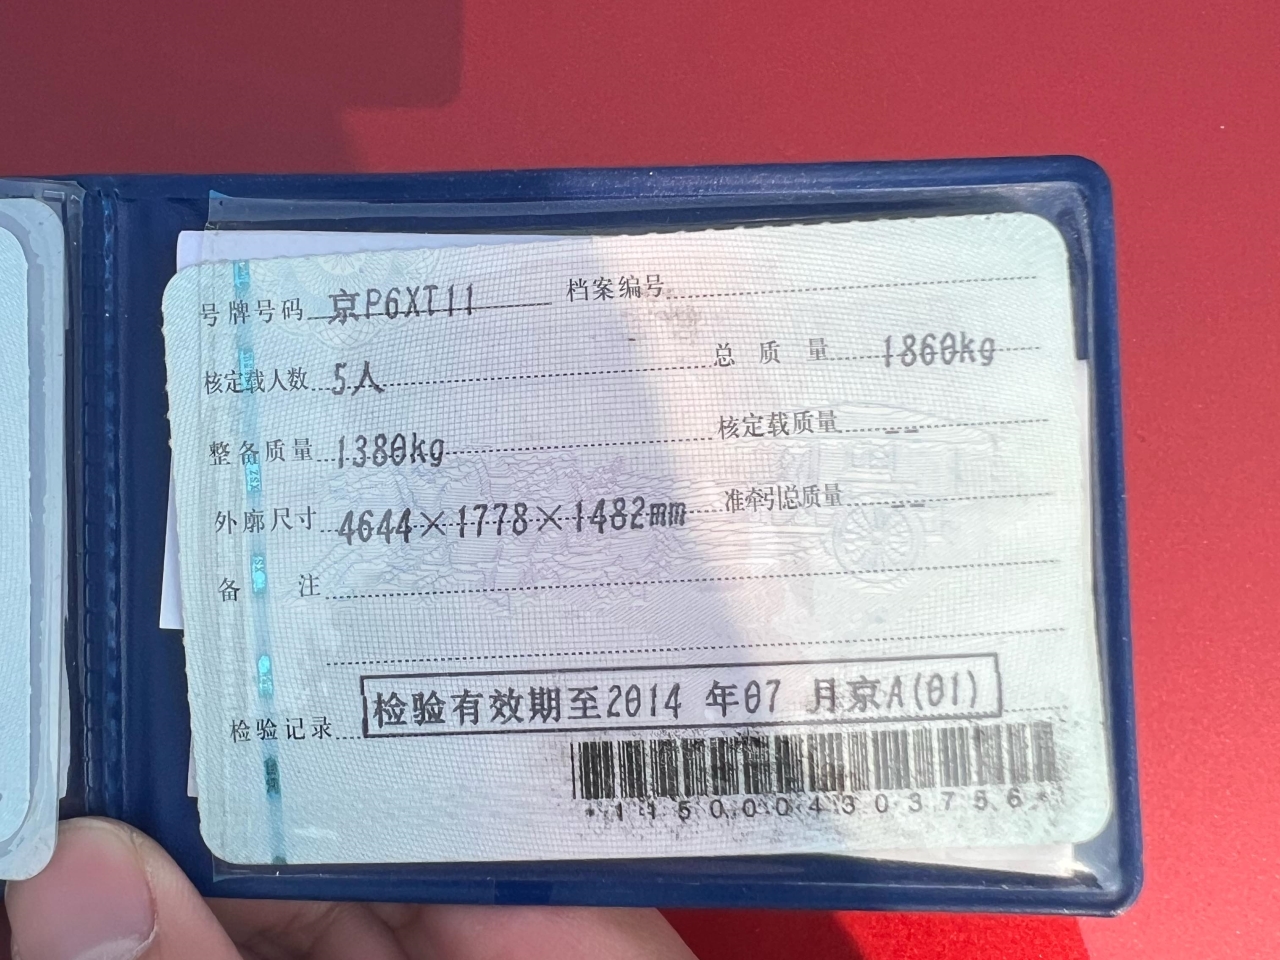 号牌号码 京P6XT11 档案编号
核定载人数 5人 总质量 1860kg
整备质量 1380kg 核定载质量 --
外廓尺寸 4644×1778×1482mm 准牵引总质量 --
备注
检验记录 检验有效期至2014 年07 月京A(01)
*1150004303756*